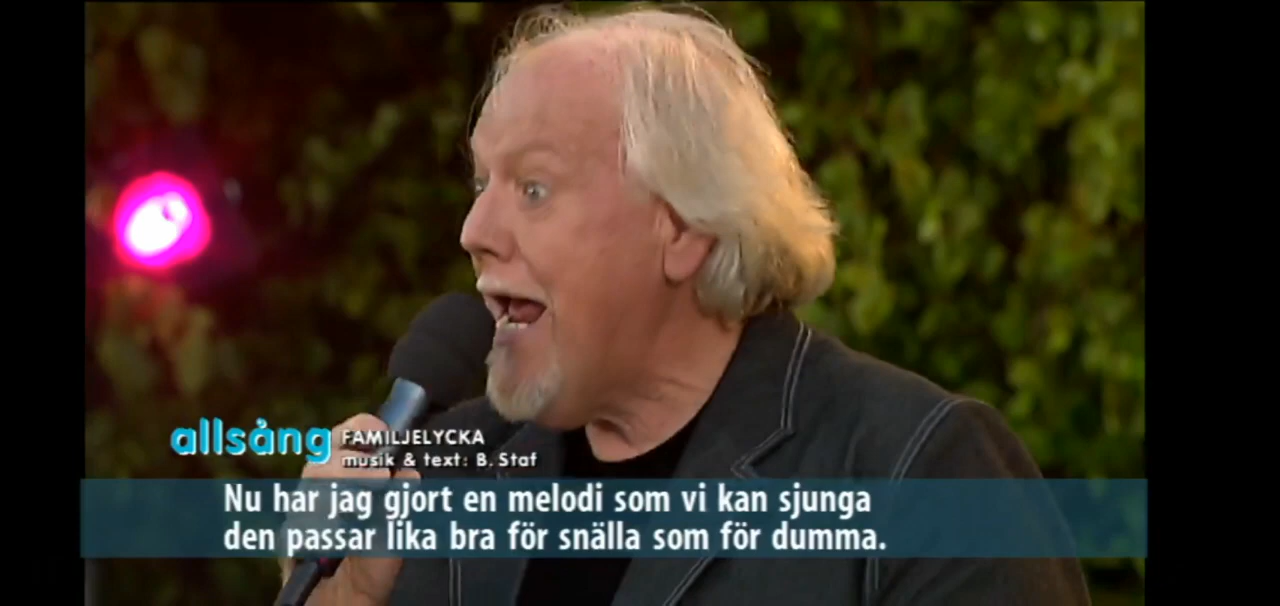 allsång
FAMILJELYCKA
musik & text: B. Staf
Nu har jag gjort en melodi som vi kan sjunga
den passar lika bra för snälla som för dumma.